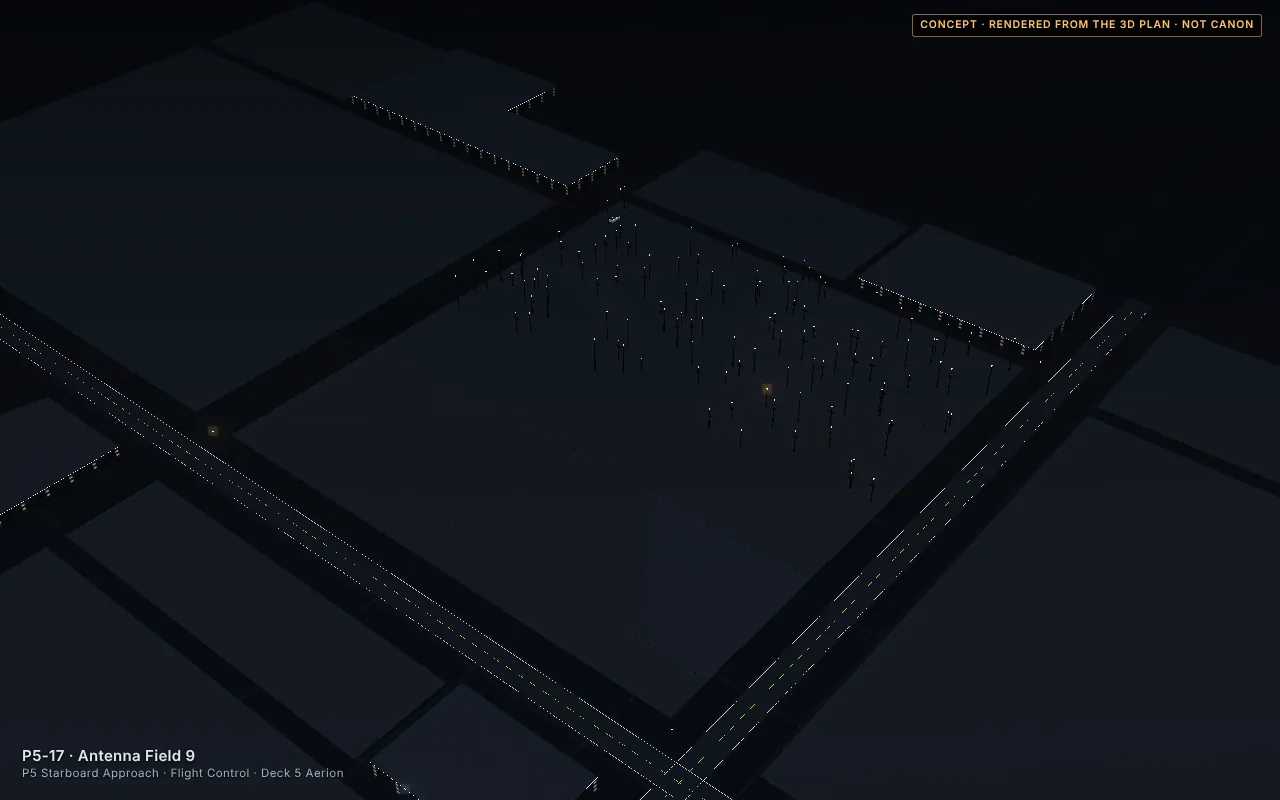 CONCEPT · RENDERED FROM THE 3D PLAN · NOT CANON
P5-17 · Antenna Field 9
P5 Starboard Approach · Flight Control · Deck 5 Aerion